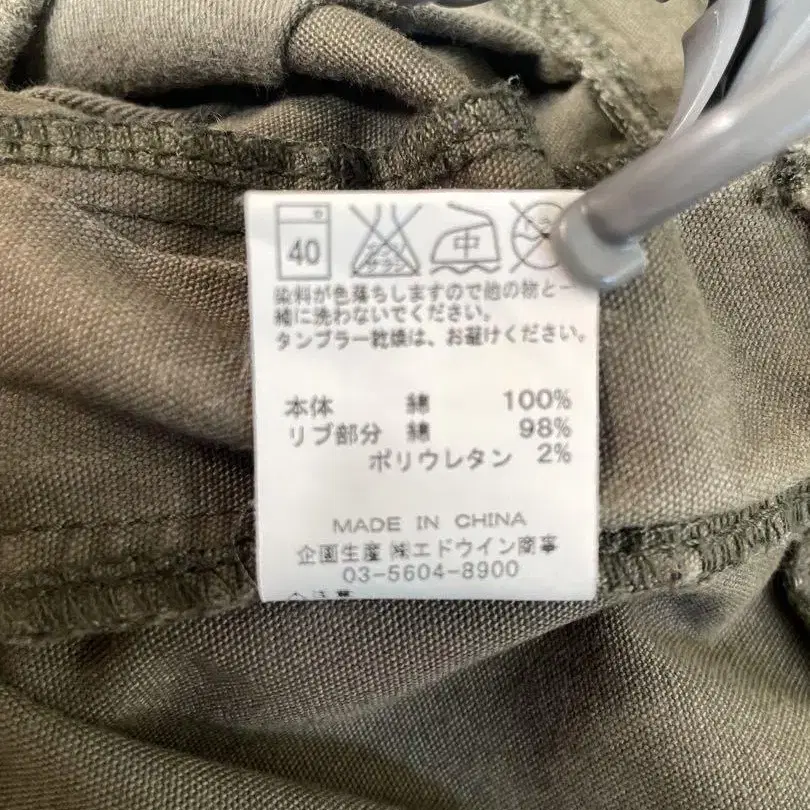 40 中
染料が色落ちしますので他の物と一
緒に洗わないでください。
タンブラー乾燥は、お避けください。
本体 綿 100%
リブ部分 綿 98%
ポリウレタン 2%
MADE IN CHINA
企画生産 ㈱エドウイン商事
03-5604-8900